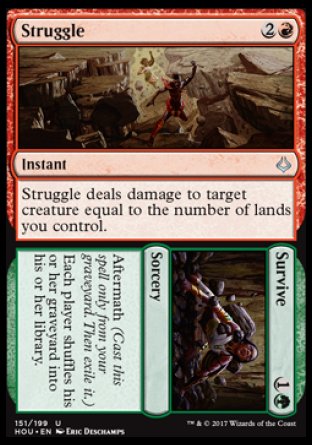 Struggle 2
Instant
Struggle deals damage to target
creature equal to the number of lands
you control.
Survive 1
Sorcery
Aftermath (Cast this
spell only from your
graveyard. Then exile it.)
Each player shuffles his
or her graveyard into
his or her library.
151/199 U
HOU • EN ERIC DESCHAMPS
™ & © 2017 Wizards of the Coast